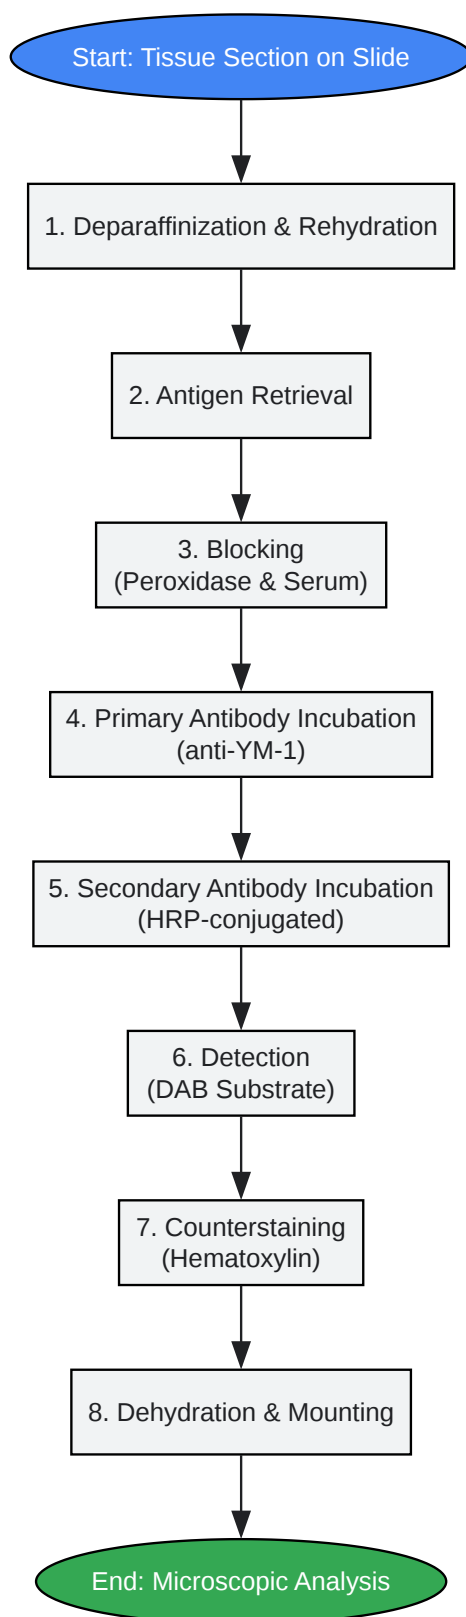 Start: Tissue Section on Slide
1. Deparaffinization & Rehydration
2. Antigen Retrieval
3. Blocking
(Peroxidase & Serum)
4. Primary Antibody Incubation
(anti-YM-1)
5. Secondary Antibody Incubation
(HRP-conjugated)
6. Detection
(DAB Substrate)
7. Counterstaining
(Hematoxylin)
8. Dehydration & Mounting
End: Microscopic Analysis